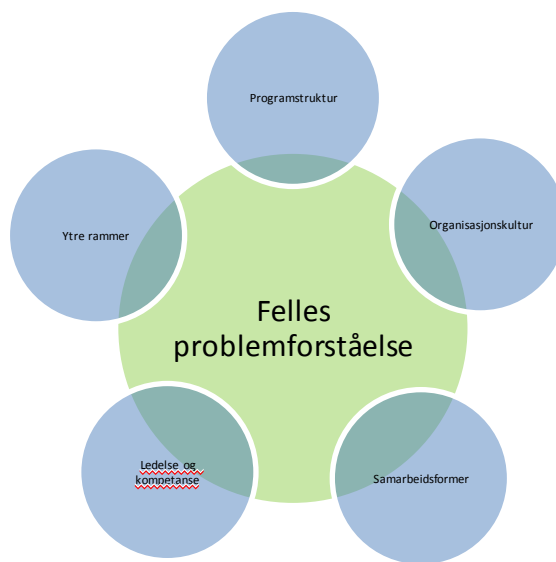 Programstruktur
Organisasjonskultur
Ytre rammer
Felles
problemforståelse
Ledelse og
kompetanse
Samarbeidsformer